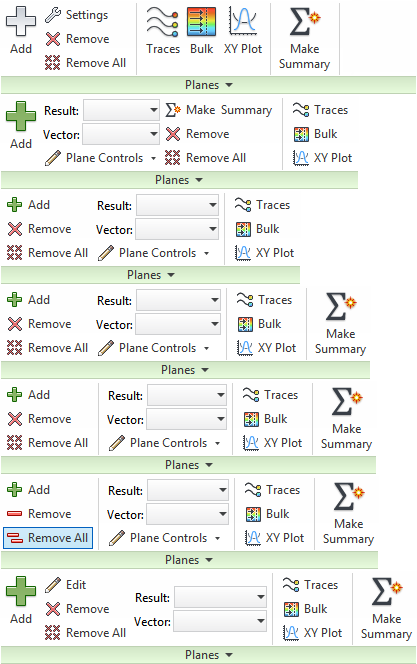 Settings
Add Remove Traces Bulk XY Plot Make
Remove All Summary
Planes
Result: Make Summary Traces
Vector: Remove Bulk
Add Plane Controls Remove All XY Plot
Planes
Add Result: Traces
Remove Vector: Bulk
Remove All Plane Controls XY Plot
Planes
Add Result: Traces
Remove Vector: Bulk Make
Remove All Plane Controls XY Plot Summary
Planes
Add Result: Traces
Remove Vector: Bulk Make
Remove All Plane Controls XY Plot Summary
Planes
Add Result: Traces
Remove Vector: Bulk Make
Remove All Plane Controls XY Plot Summary
Planes
Edit Result: Traces
Add Remove Vector: Bulk Make
Remove All XY Plot Summary
Planes